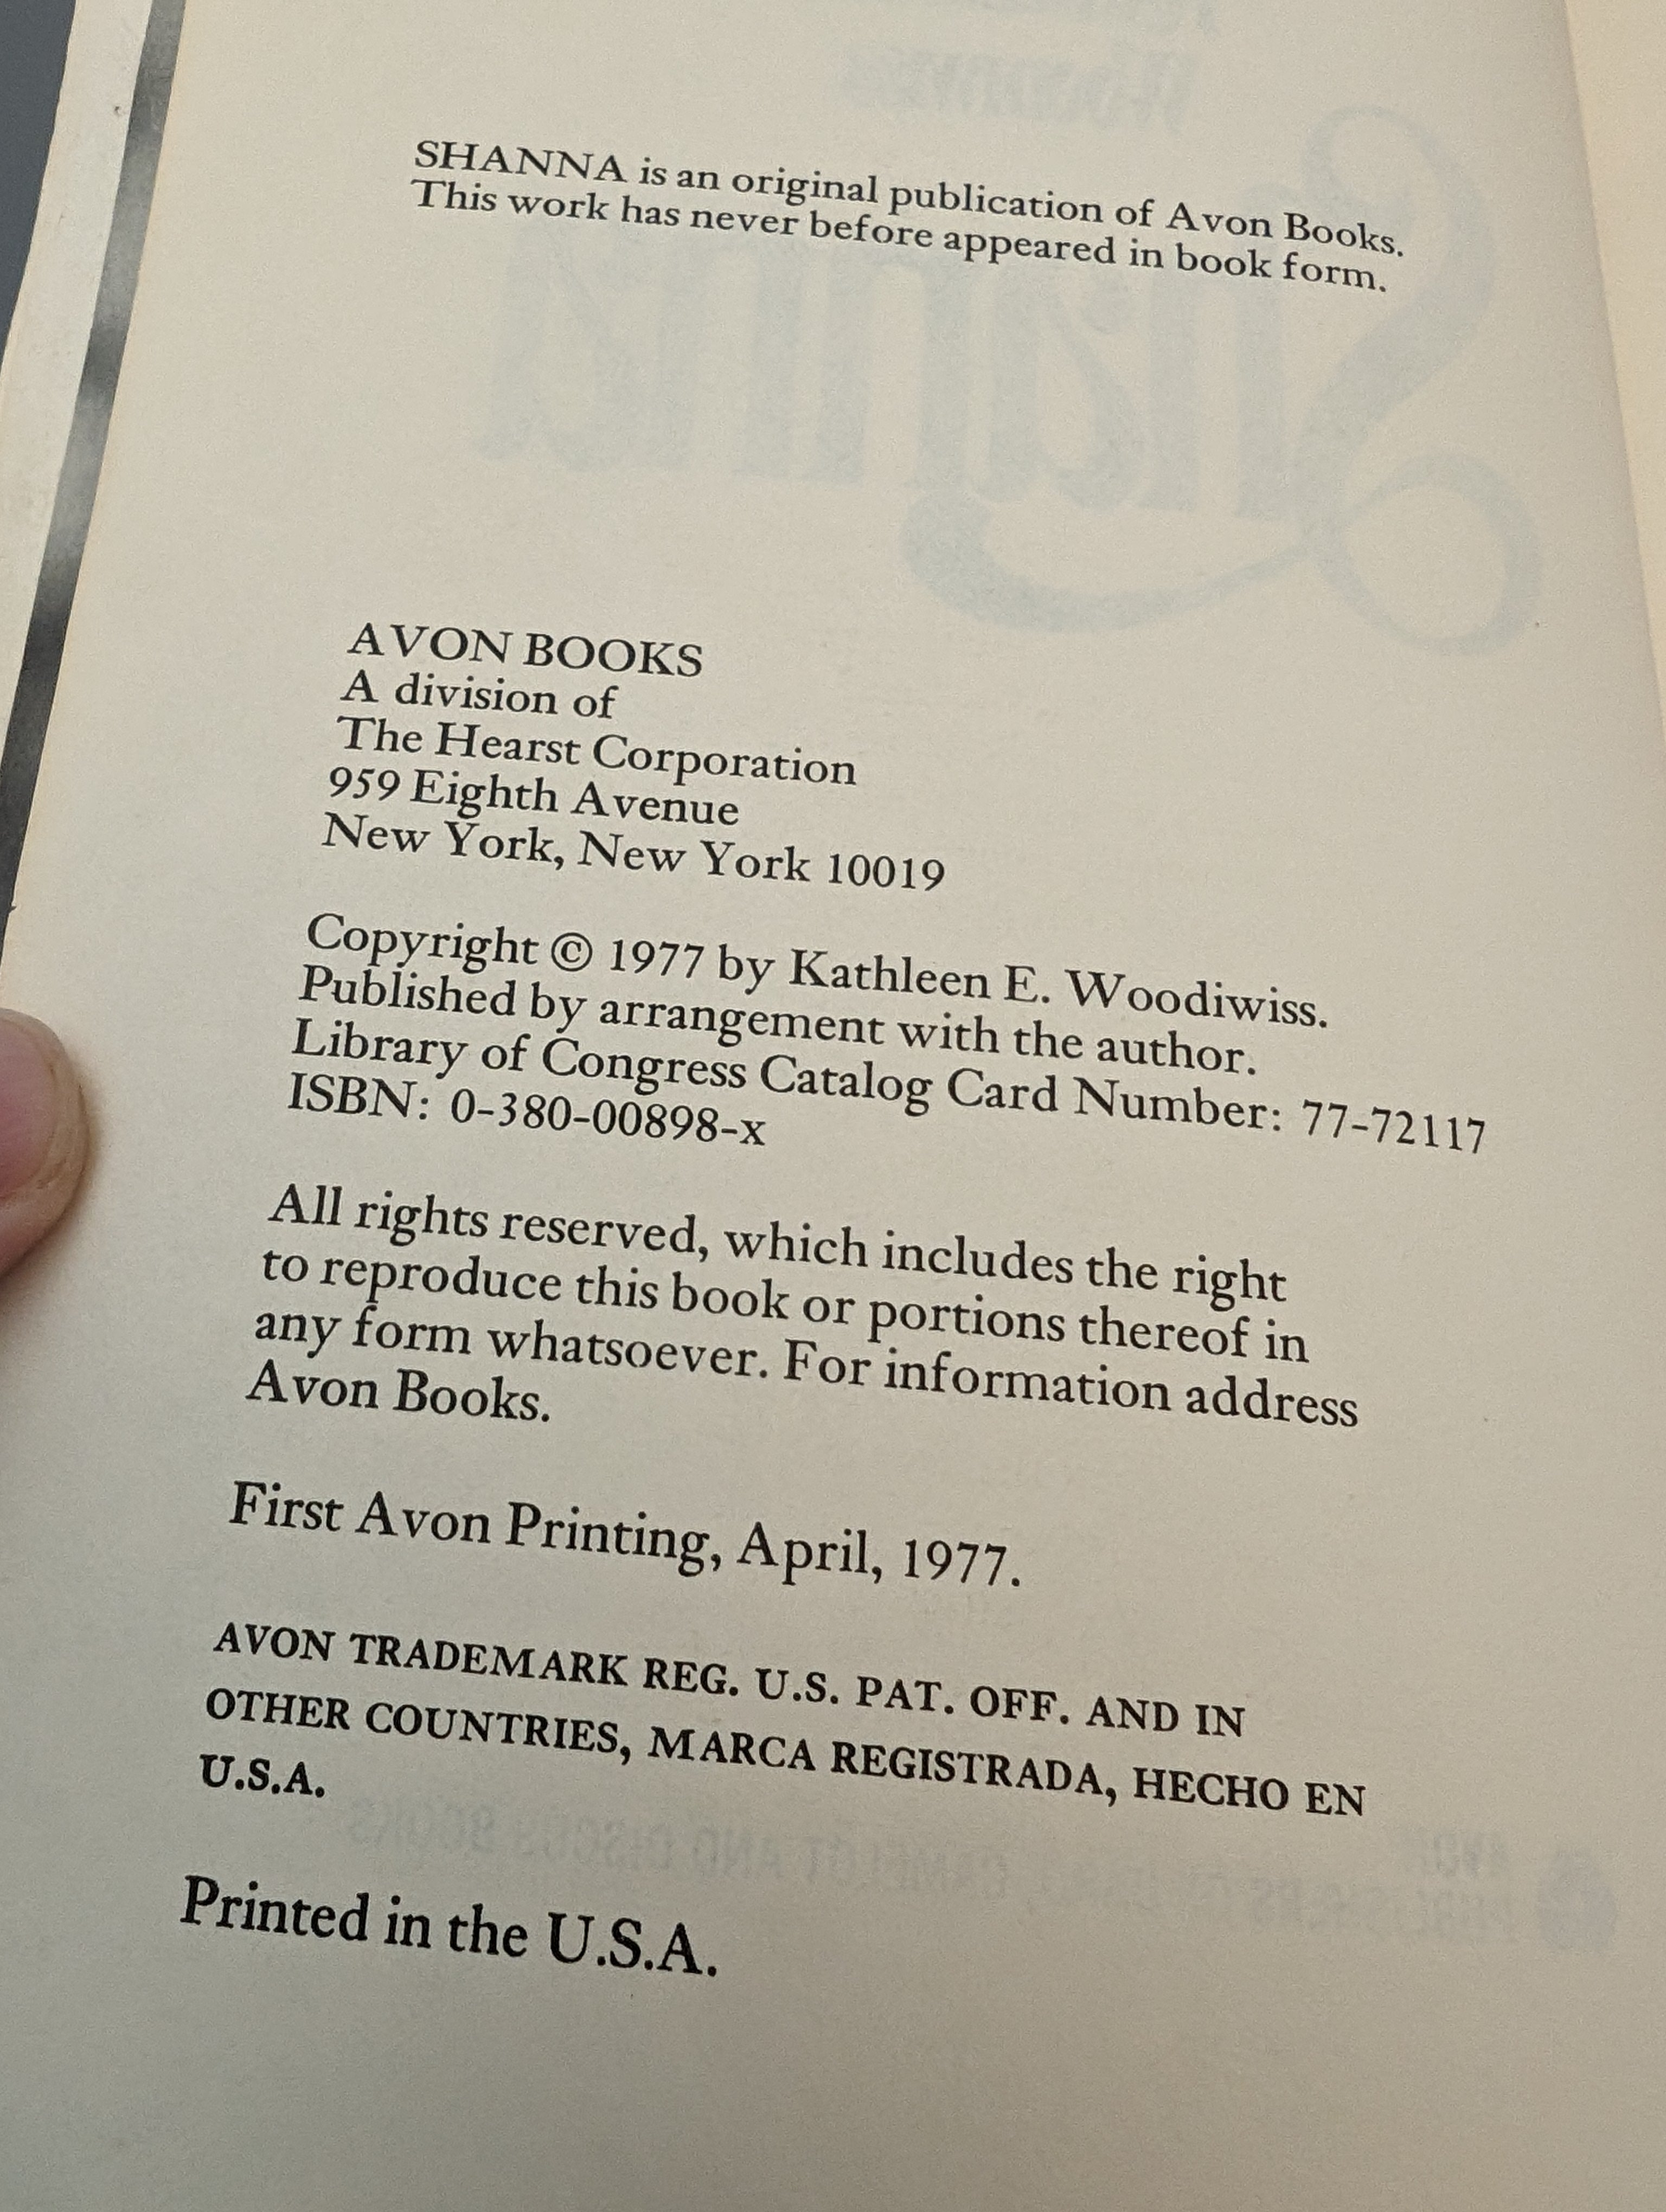 SHANNA is an original publication of Avon Books.
This work has never before appeared in book form.
AVON BOOKS
A division of
The Hearst Corporation
959 Eighth Avenue
New York, New York 10019
Copyright © 1977 by Kathleen E. Woodiwiss.
Published by arrangement with the author.
Library of Congress Catalog Card Number: 77-72117
ISBN: 0-380-00898-x
All rights reserved, which includes the right
to reproduce this book or portions thereof in
any form whatsoever. For information address
Avon Books.
First Avon Printing, April, 1977.
AVON TRADEMARK REG. U.S. PAT. OFF. AND IN
OTHER COUNTRIES, MARCA REGISTRADA, HECHO EN
U.S.A.
Printed in the U.S.A.